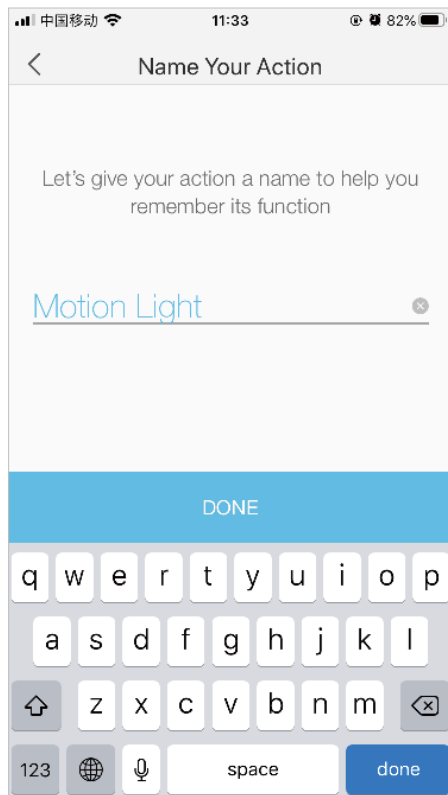 中国移动 11:33 82%
Name Your Action
Let's give your action a name to help you
remember its function
Motion Light
DONE
q w e r t y u i o p
a s d f g h j k l
z x c v b n m
123 space done